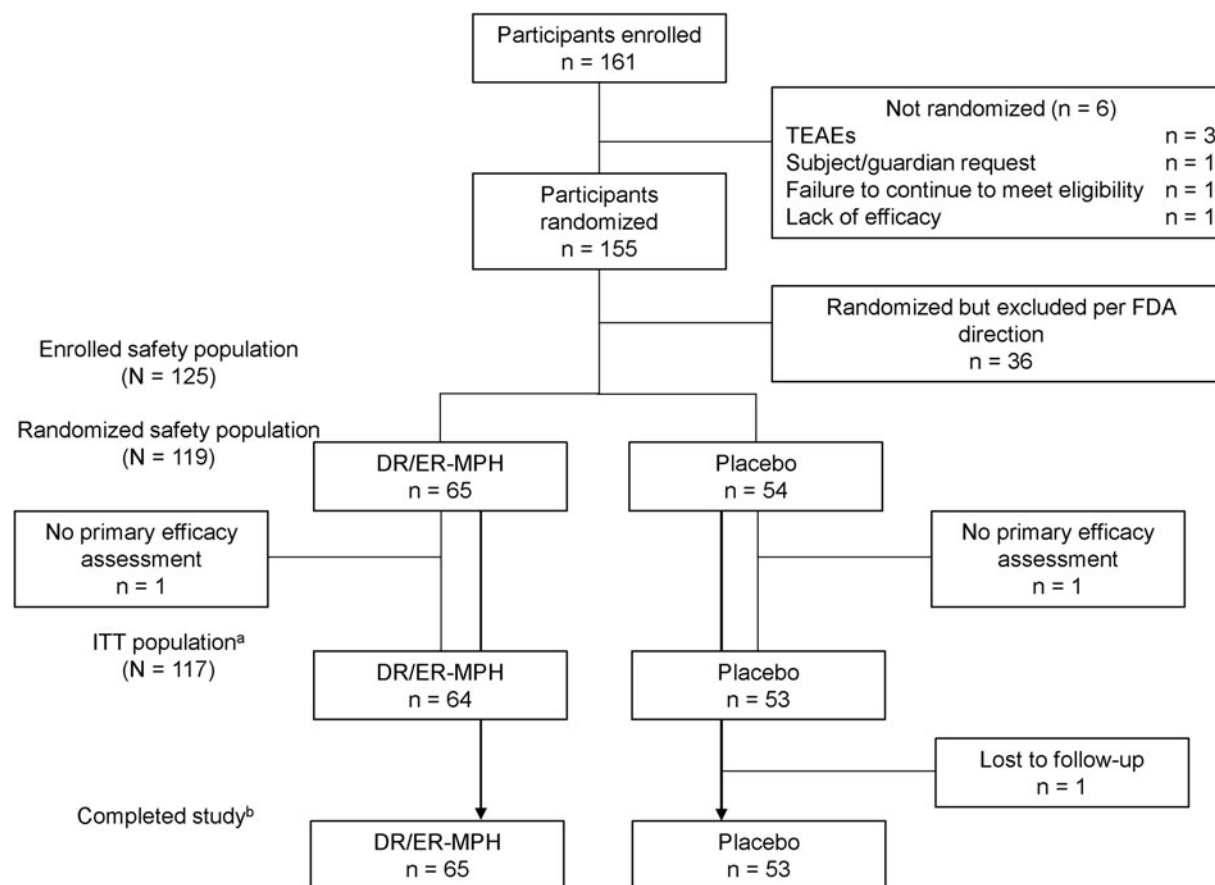 Participants enrolled
n = 161
Not randomized (n = 6)
TEAEs n = 3
Subject/guardian request n = 1
Failure to continue to meet eligibility n = 1
Lack of efficacy n = 1
Participants
randomized
n = 155
Randomized but excluded per FDA
direction
n = 36
Enrolled safety population
(N = 125)
Randomized safety population
(N = 119)
DR/ER-MPH
n = 65
Placebo
n = 54
No primary efficacy
assessment
n = 1
No primary efficacy
assessment
n = 1
ITT populationᵃ
(N = 117)
DR/ER-MPH
n = 64
Placebo
n = 53
Lost to follow-up
n = 1
Completed studyᵇ
DR/ER-MPH
n = 65
Placebo
n = 53